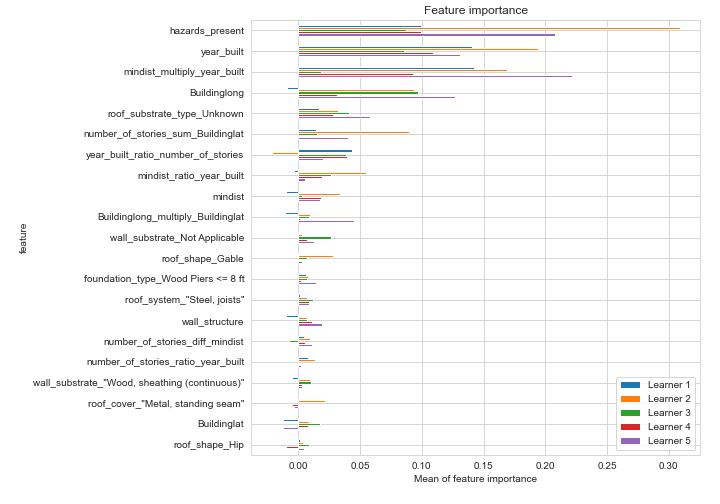 Feature importance
feature
hazards_present
year_built
mindist_multiply_year_built
Buildinglong
roof_substrate_type_Unknown
number_of_stories_sum_Buildinglat
year_built_ratio_number_of_stories
mindist_ratio_year_built
mindist
Buildinglong_multiply_Buildinglat
wall_substrate_Not Applicable
roof_shape_Gable
foundation_type_Wood Piers <= 8 ft
roof_system_"Steel, joists"
wall_structure
number_of_stories_diff_mindist
number_of_stories_ratio_year_built
wall_substrate_"Wood, sheathing (continuous)"
roof_cover_"Metal, standing seam"
Buildinglat
roof_shape_Hip
Learner 1
Learner 2
Learner 3
Learner 4
Learner 5
0.00 0.05 0.10 0.15 0.20 0.25 0.30
Mean of feature importance